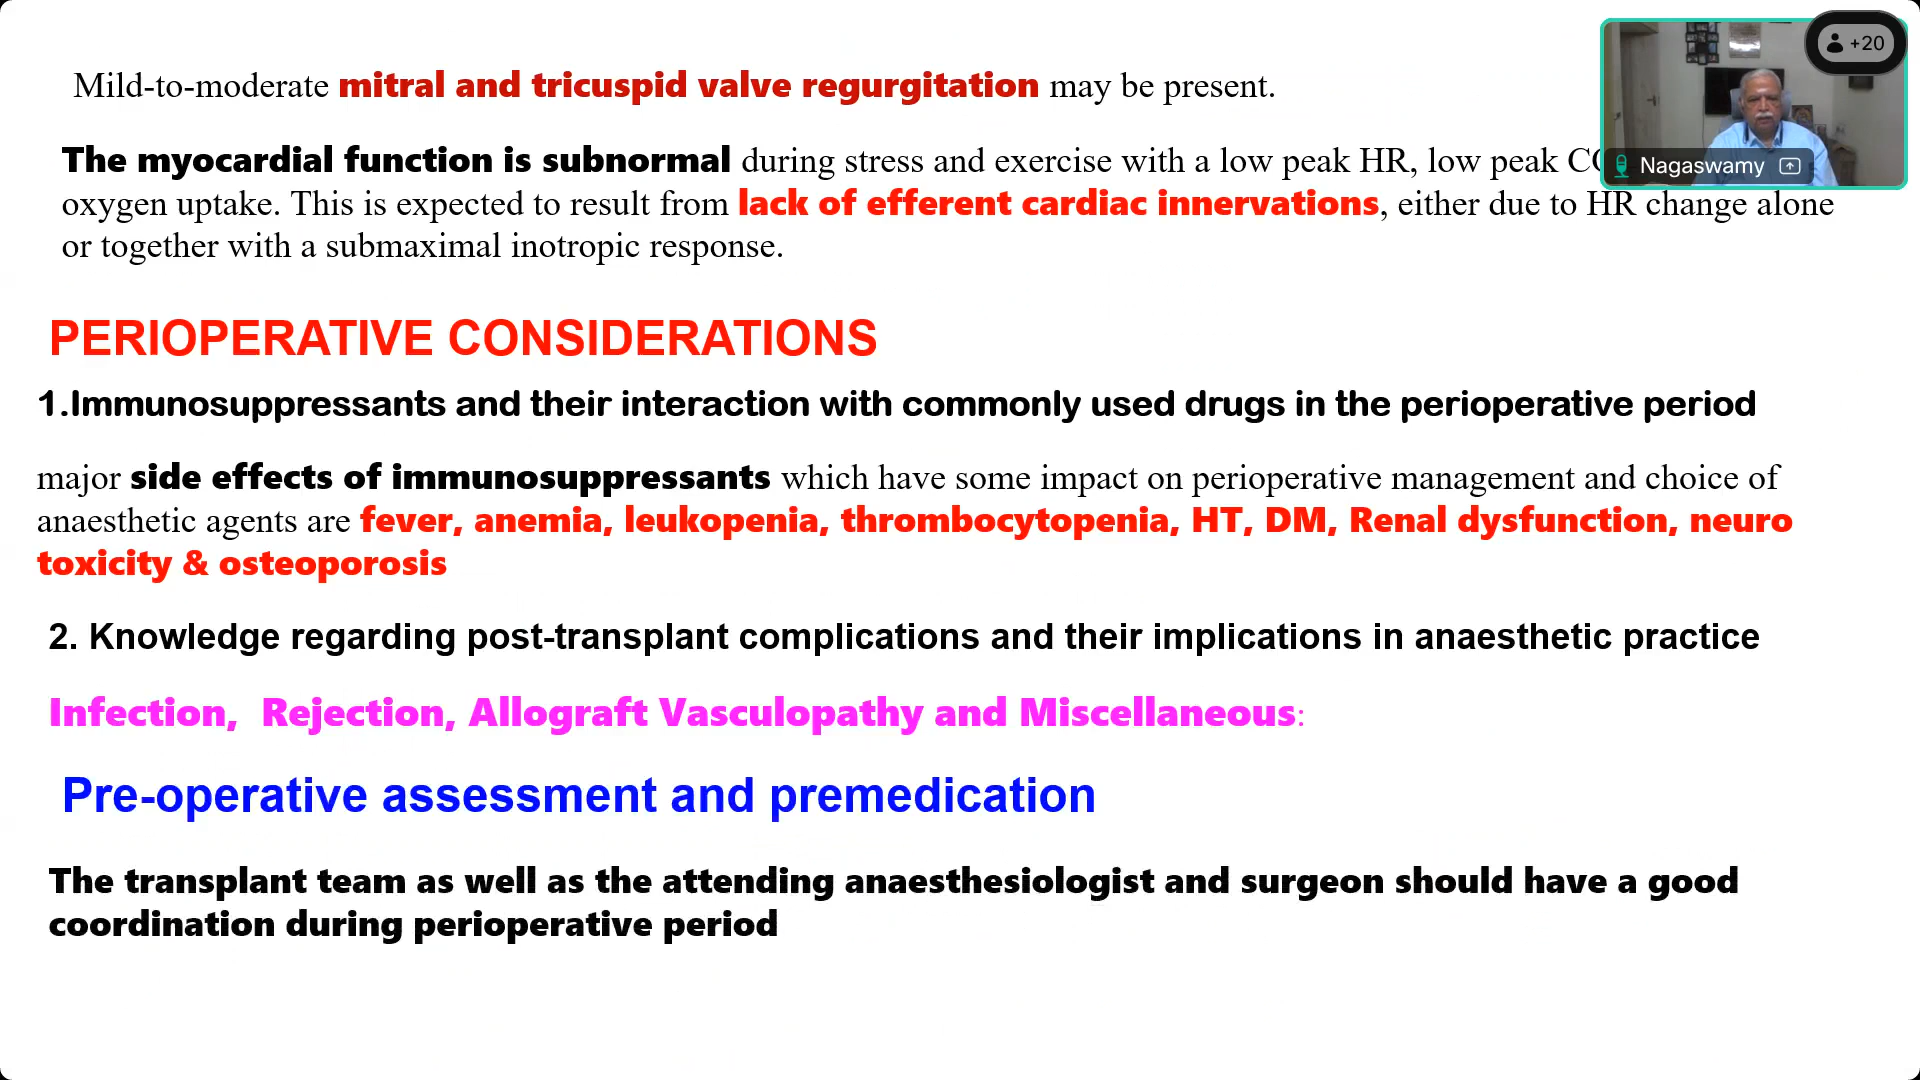 Mild-to-moderate mitral and tricuspid valve regurgitation may be present.
The myocardial function is subnormal during stress and exercise with a low peak HR, low peak
oxygen uptake. This is expected to result from lack of efferent cardiac innervations, either due to HR change alone
or together with a submaximal inotropic response.
+20
Nagaswamy
PERIOPERATIVE CONSIDERATIONS
1.Immunosuppressants and their interaction with commonly used drugs in the perioperative period
major side effects of immunosuppressants which have some impact on perioperative management and choice of
anaesthetic agents are fever, anemia, leukopenia, thrombocytopenia, HT, DM, Renal dysfunction, neuro
toxicity & osteoporosis
2. Knowledge regarding post-transplant complications and their implications in anaesthetic practice
Infection, Rejection, Allograft Vasculopathy and Miscellaneous:
Pre-operative assessment and premedication
The transplant team as well as the attending anaesthesiologist and surgeon should have a good
coordination during perioperative period